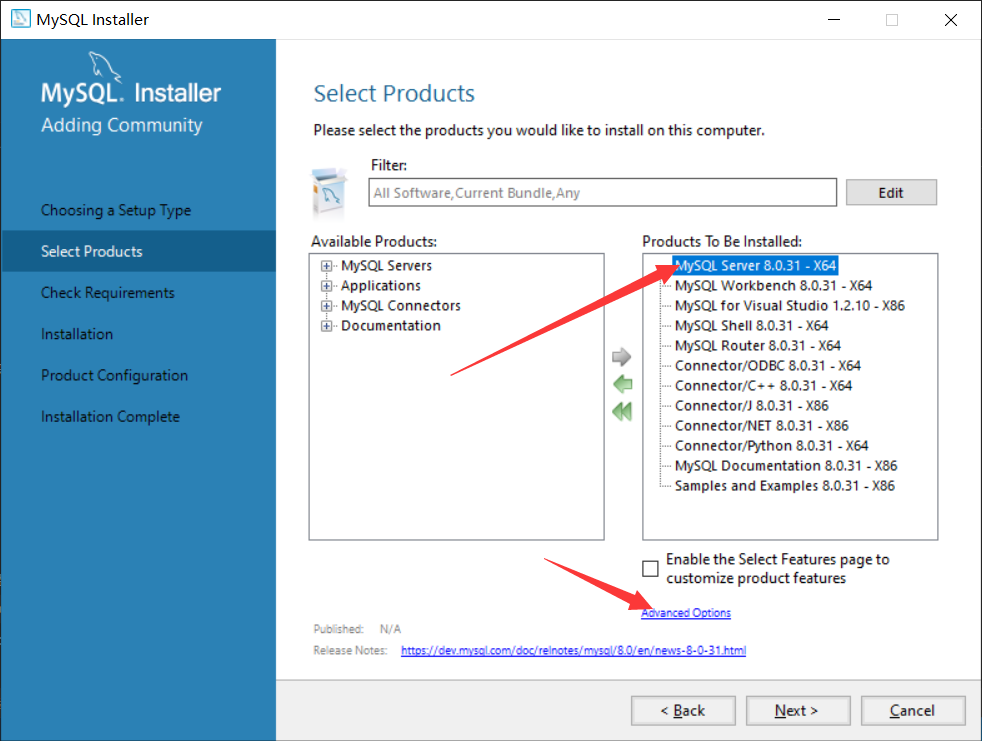 MySQL Installer
MySQL. Installer
Adding Community
Choosing a Setup Type
Select Products
Check Requirements
Installation
Product Configuration
Installation Complete
Select Products
Please select the products you would like to install on this computer.
Filter:
All Software,Current Bundle,Any
Edit
Available Products:
MySQL Servers
Applications
MySQL Connectors
Documentation
Products To Be Installed:
MySQL Server 8.0.31 - X64
MySQL Workbench 8.0.31 - X64
MySQL for Visual Studio 1.2.10 - X86
MySQL Shell 8.0.31 - X64
MySQL Router 8.0.31 - X64
Connector/ODBC 8.0.31 - X64
Connector/C++ 8.0.31 - X64
Connector/J 8.0.31 - X86
Connector/NET 8.0.31 - X86
Connector/Python 8.0.31 - X64
MySQL Documentation 8.0.31 - X86
Samples and Examples 8.0.31 - X86
Enable the Select Features page to
customize product features
Advanced Options
Published: N/A
Release Notes: https://dev.mysql.com/doc/relnotes/mysql/8.0/en/news-8-0-31.html
< Back
Next >
Cancel